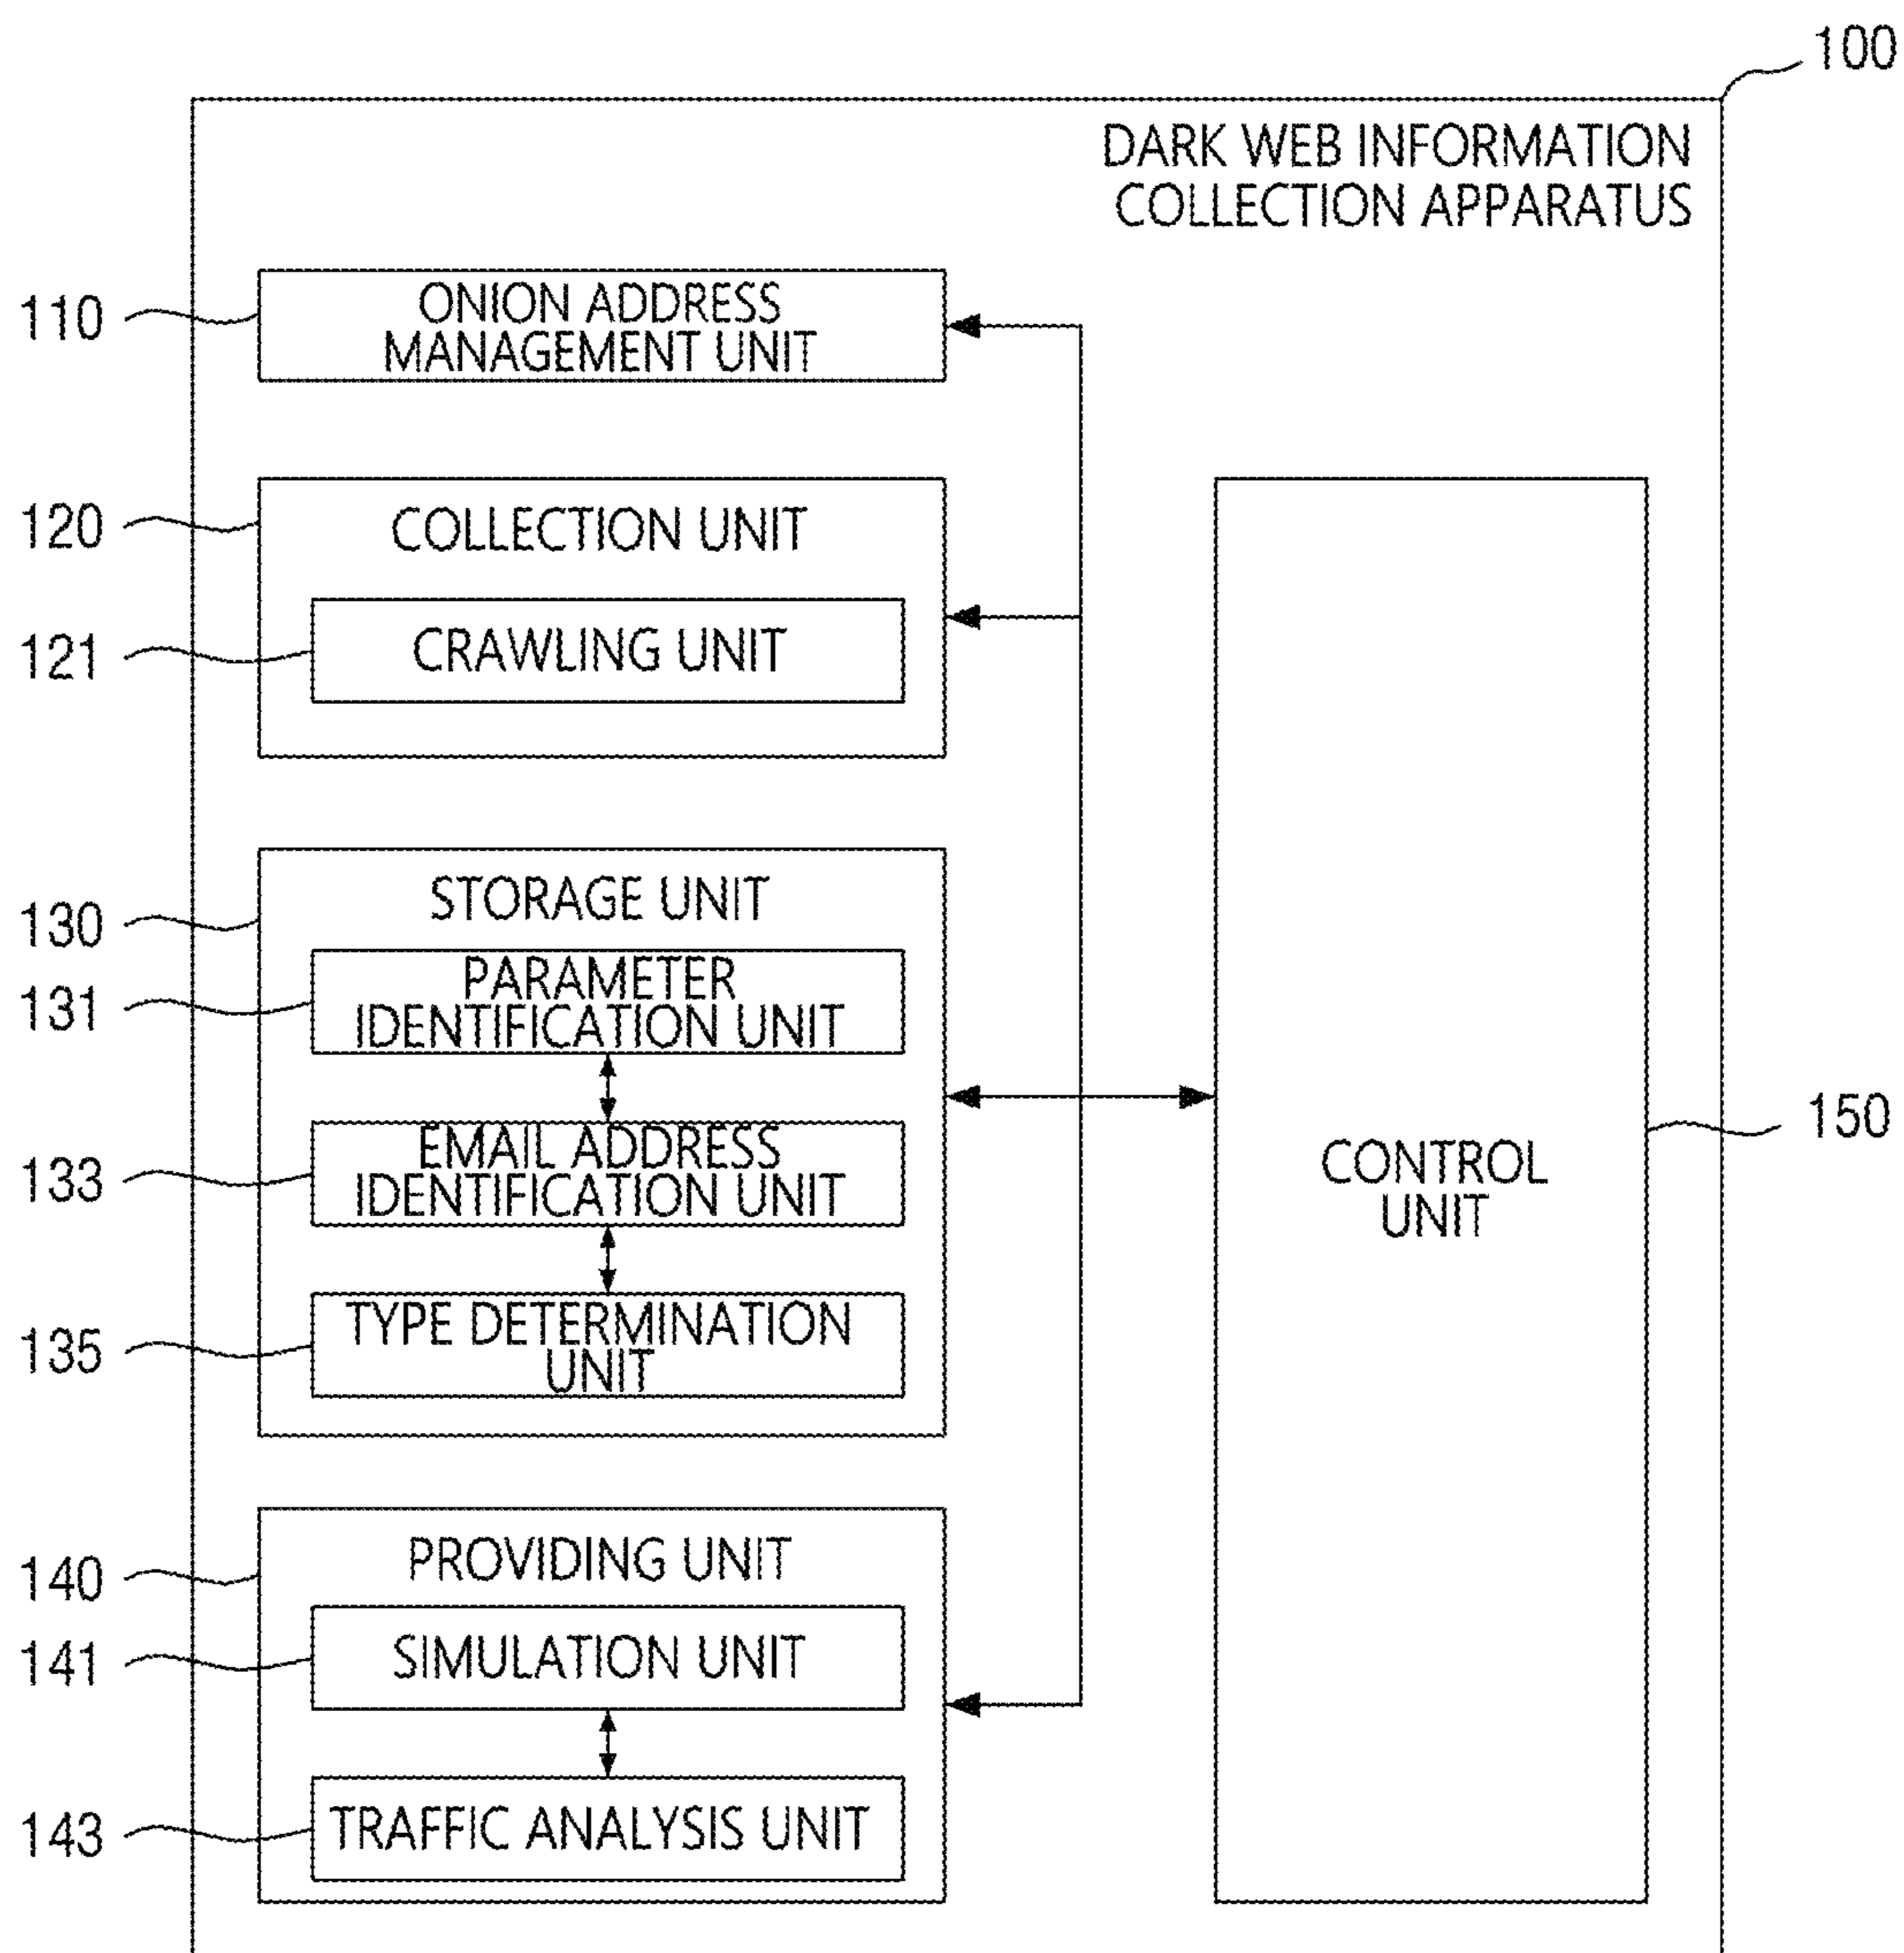 100
DARK WEB INFORMATION
COLLECTION APPARATUS
110
ONION ADDRESS
MANAGEMENT UNIT
120
COLLECTION UNIT
121
CRAWLING UNIT
130
STORAGE UNIT
131
PARAMETER
IDENTIFICATION UNIT
133
EMAIL ADDRESS
IDENTIFICATION UNIT
135
TYPE DETERMINATION
UNIT
140
PROVIDING UNIT
141
SIMULATION UNIT
143
TRAFFIC ANALYSIS UNIT
CONTROL
UNIT
150